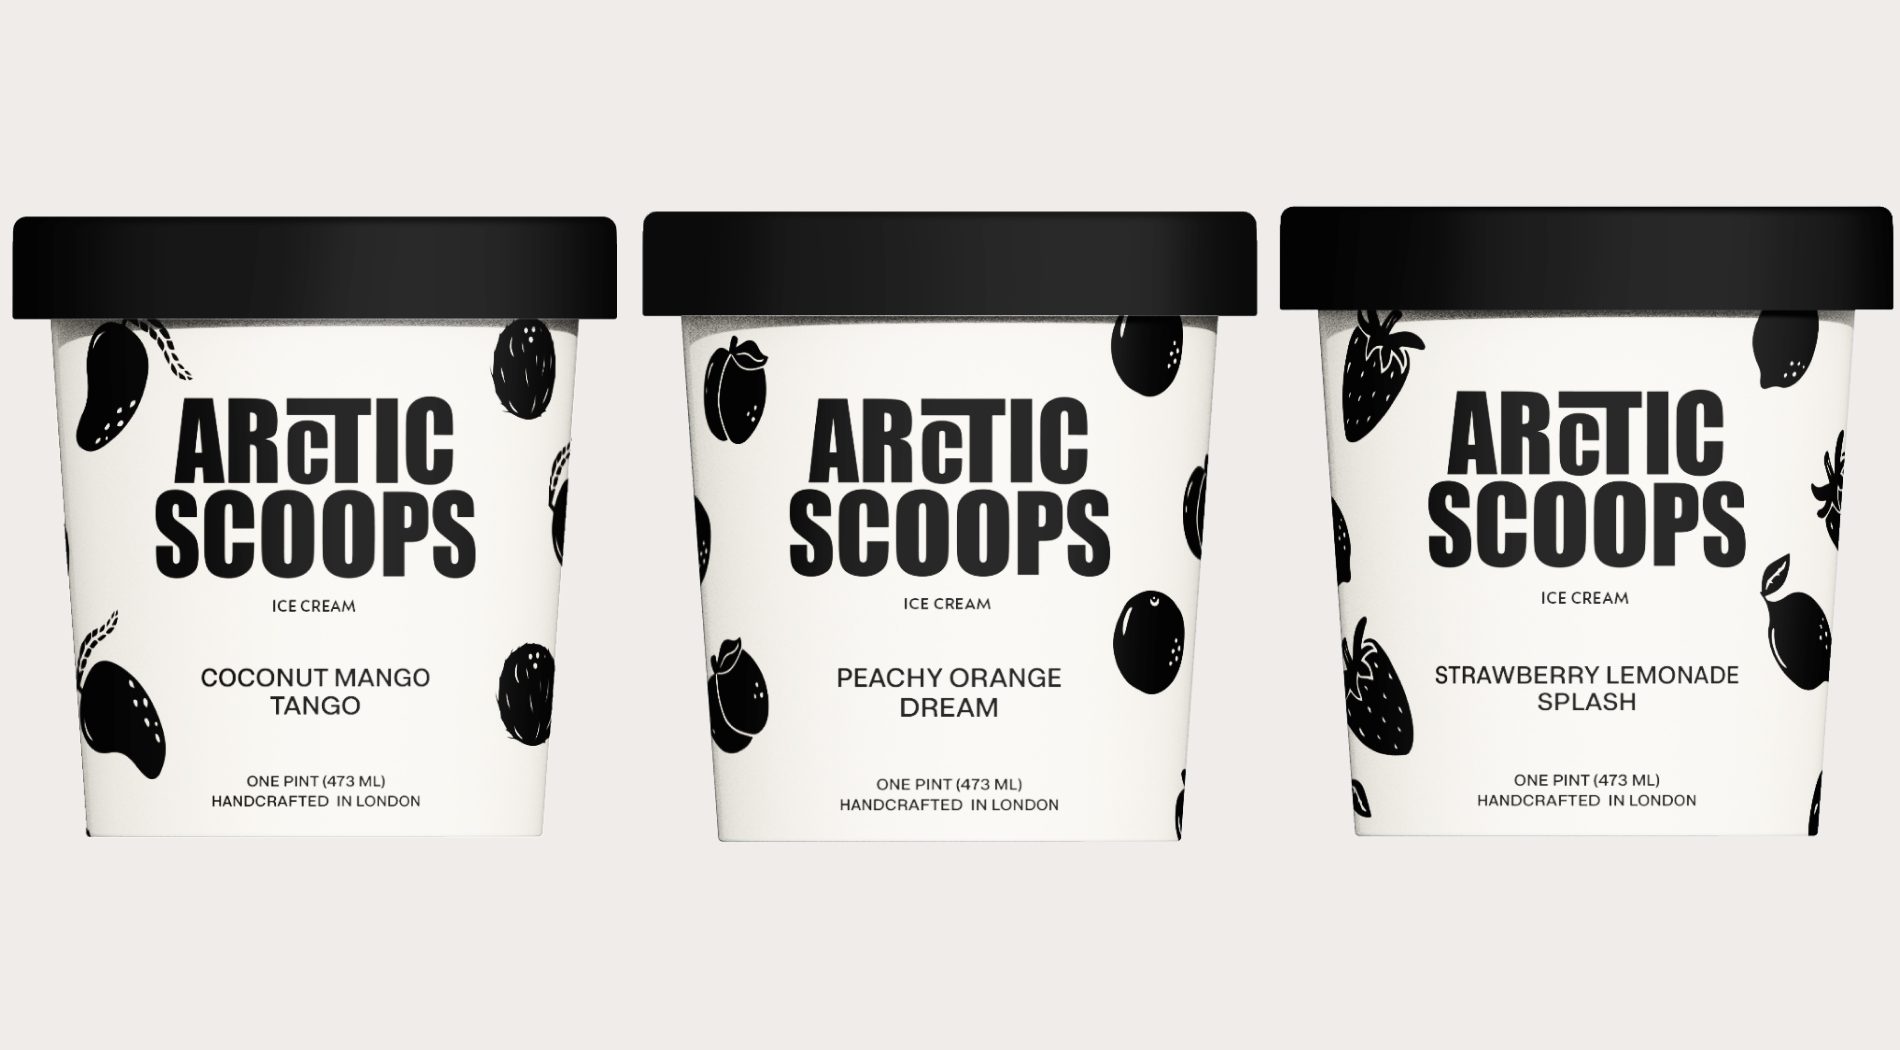 ARCTIC
SCOOPS
ICE CREAM
COCONUT MANGO
TANGO
ONE PINT (473 ML)
HANDCRAFTED IN LONDON
ARCTIC
SCOOPS
ICE CREAM
PEACHY ORANGE
DREAM
ONE PINT (473 ML)
HANDCRAFTED IN LONDON
ARCTIC
SCOOPS
ICE CREAM
STRAWBERRY LEMONADE
SPLASH
ONE PINT (473 ML)
HANDCRAFTED IN LONDON